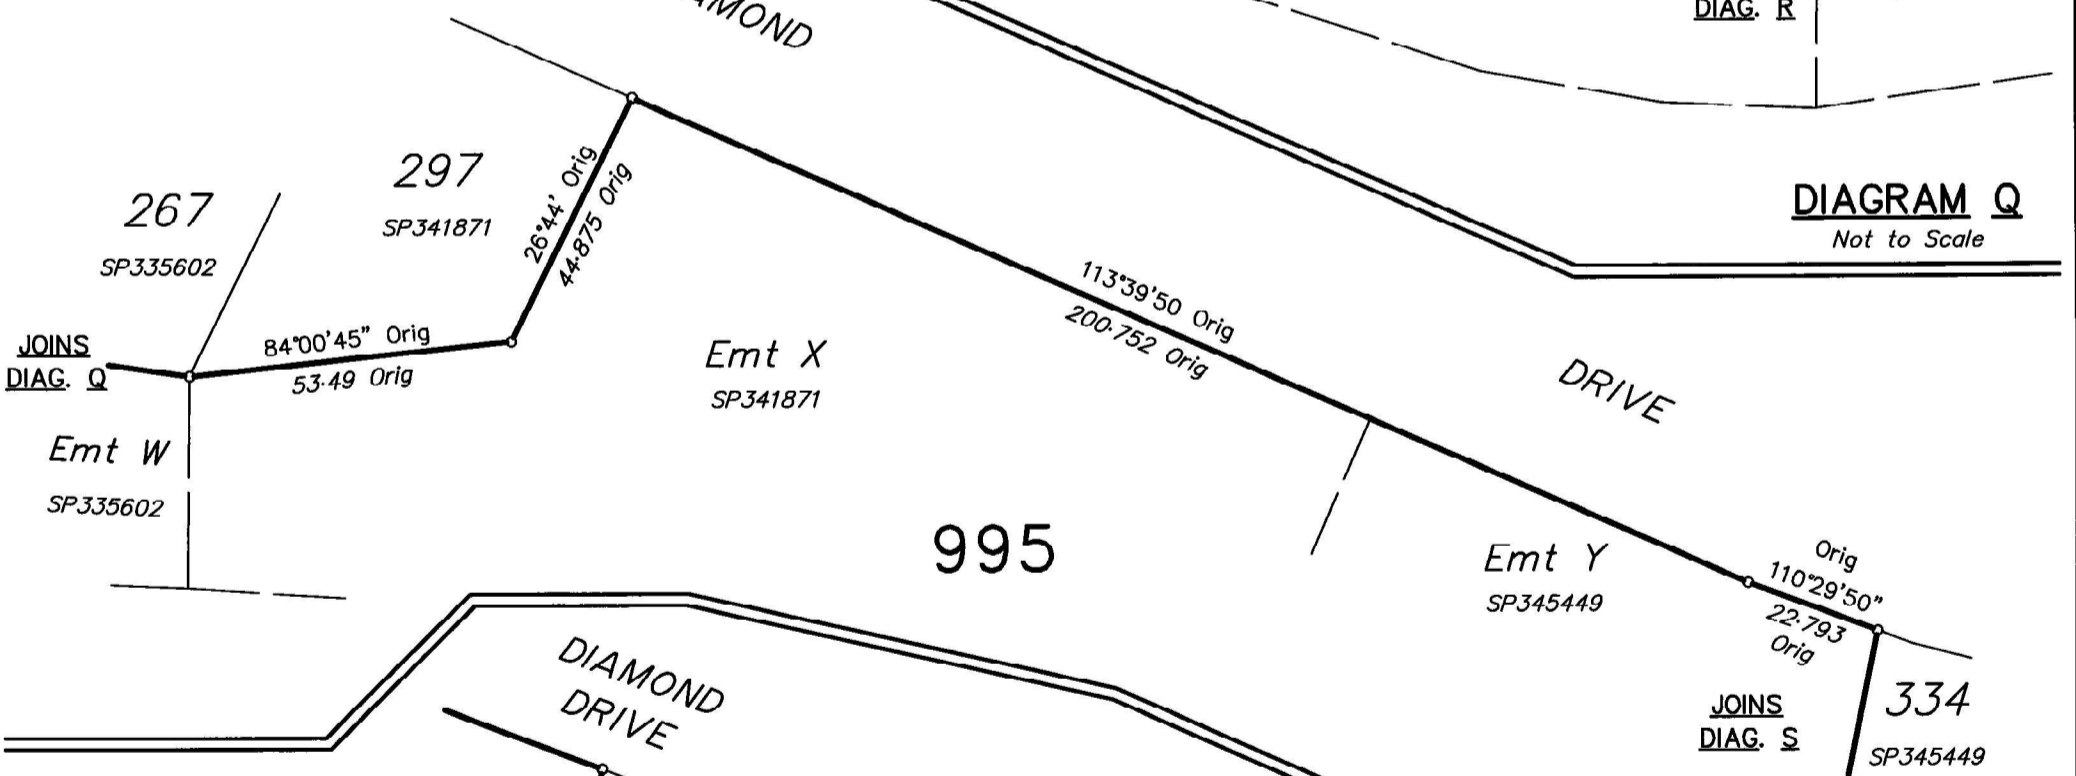 DIAG. R
MOND
297
SP341871
267
SP335602
26°44' Orig
44·875 Orig
DIAGRAM Q
Not to Scale
JOINS
DIAG. Q
84°00'45" Orig
53·49 Orig
Emt X
SP341871
113°39'50 Orig
200·752 Orig
DRIVE
Emt W
SP335602
995
Emt Y
SP345449
Orig
110°29'50"
22·793
Orig
DIAMOND
DRIVE
JOINS
DIAG. S
334
SP345449